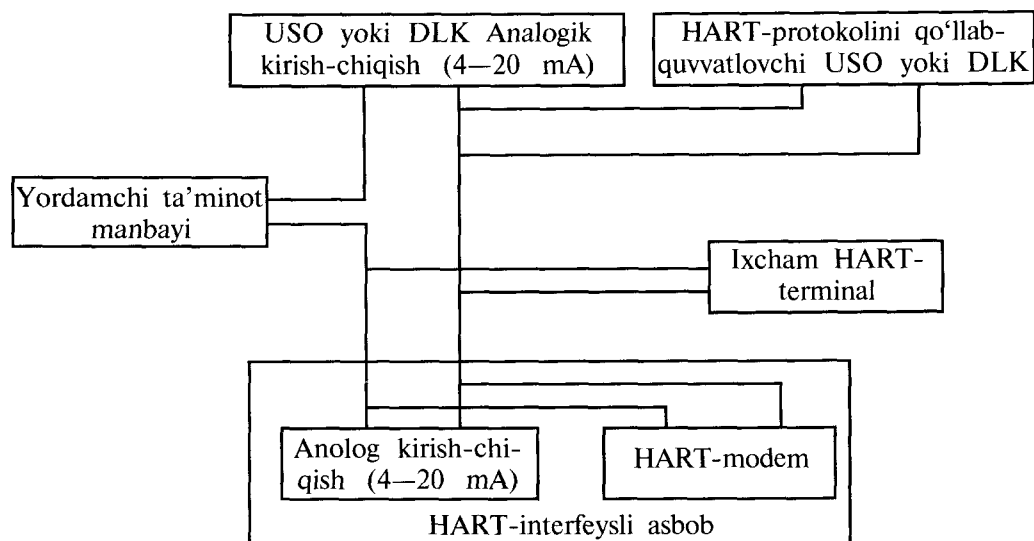 USO yoki DLK Analogik
kirish-chiqish (4—20 mA)
HART-protokolini qo‘llab-
quvvatlovchi USO yoki DLK
Yordamchi ta’minot
manbayi
Ixcham HART-
terminal
Anolog kirish-chi-
qish (4—20 mA)
HART-modem
HART-interfeysli asbob